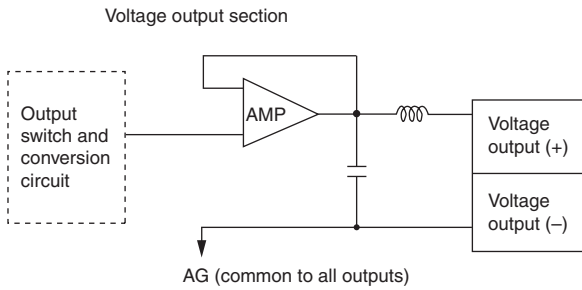 Voltage output section
Output
switch and
conversion
circuit
AMP
Voltage
output (+)
Voltage
output (–)
AG (common to all outputs)